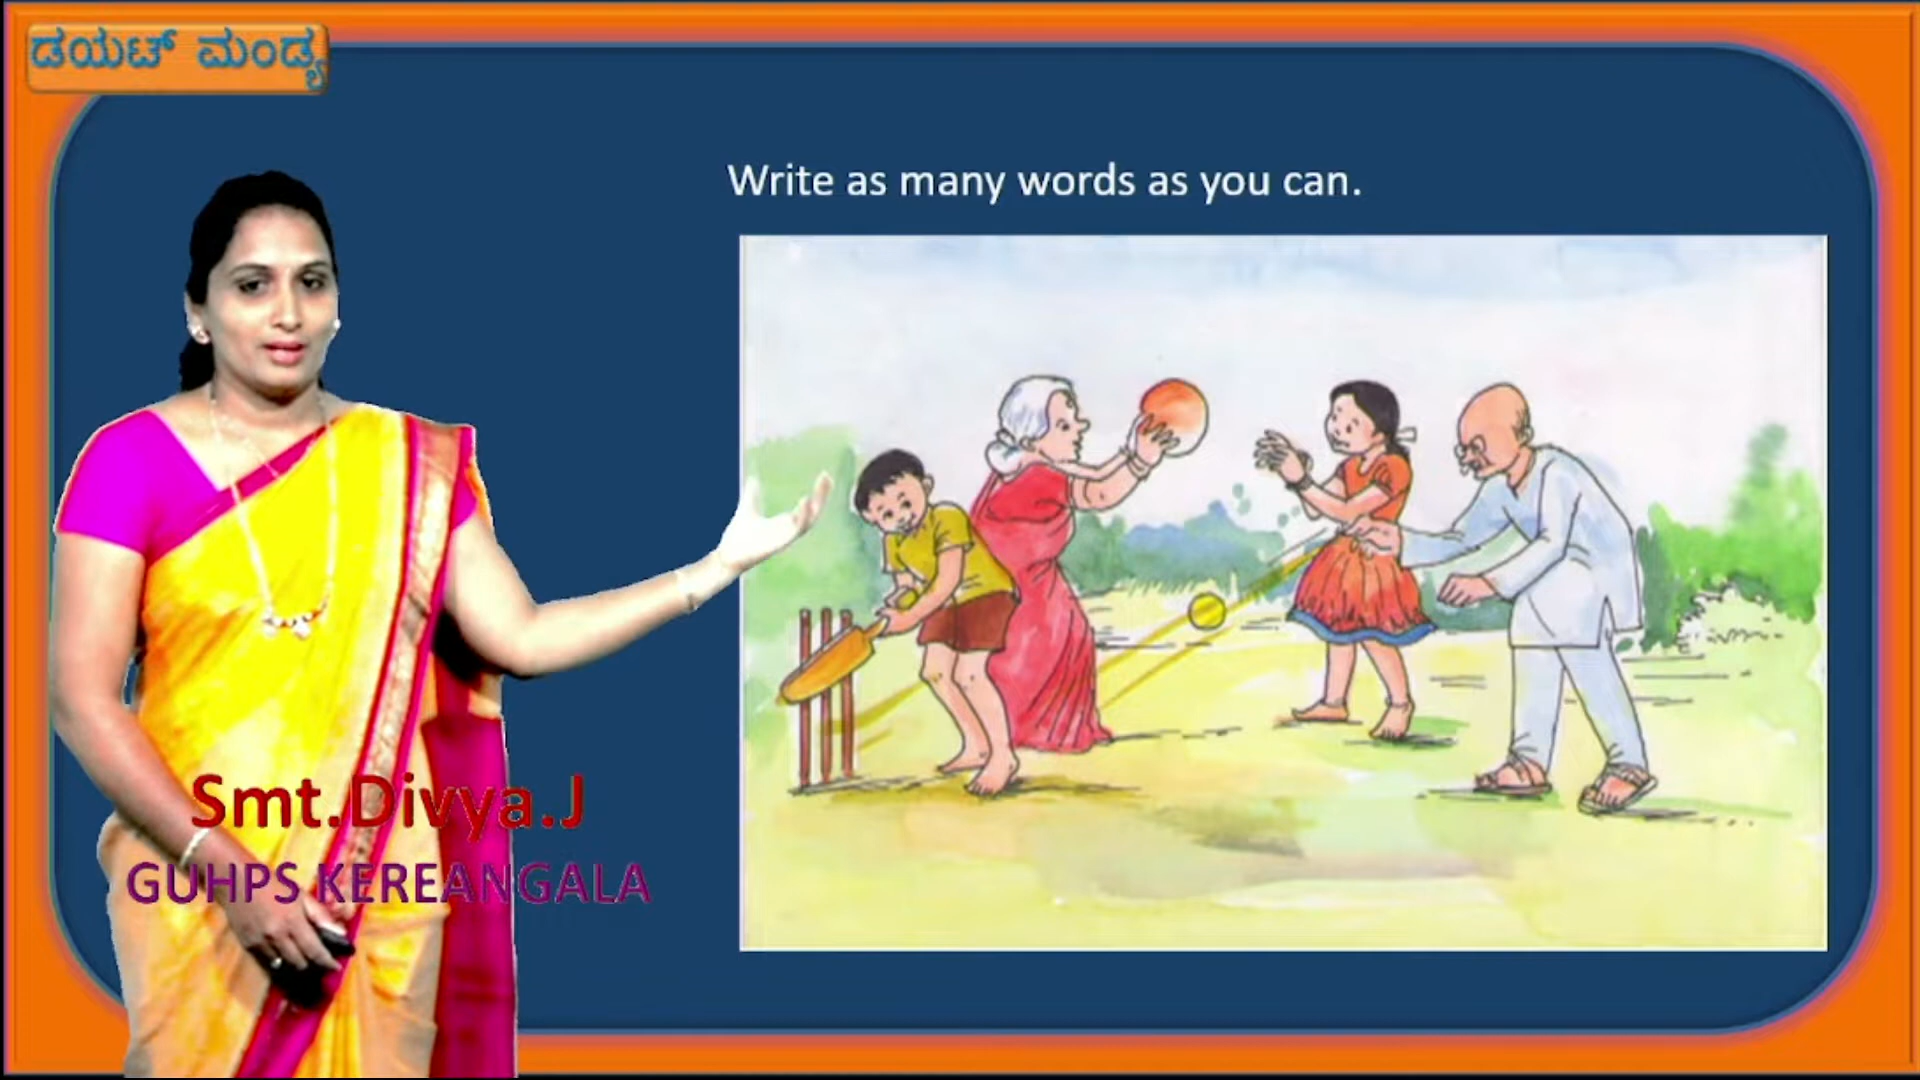 ಡಯಟ್ ಮಂಡ್ಯ
Write as many words as you can.
Smt.Divya.J
GUHPS KEREANGALA